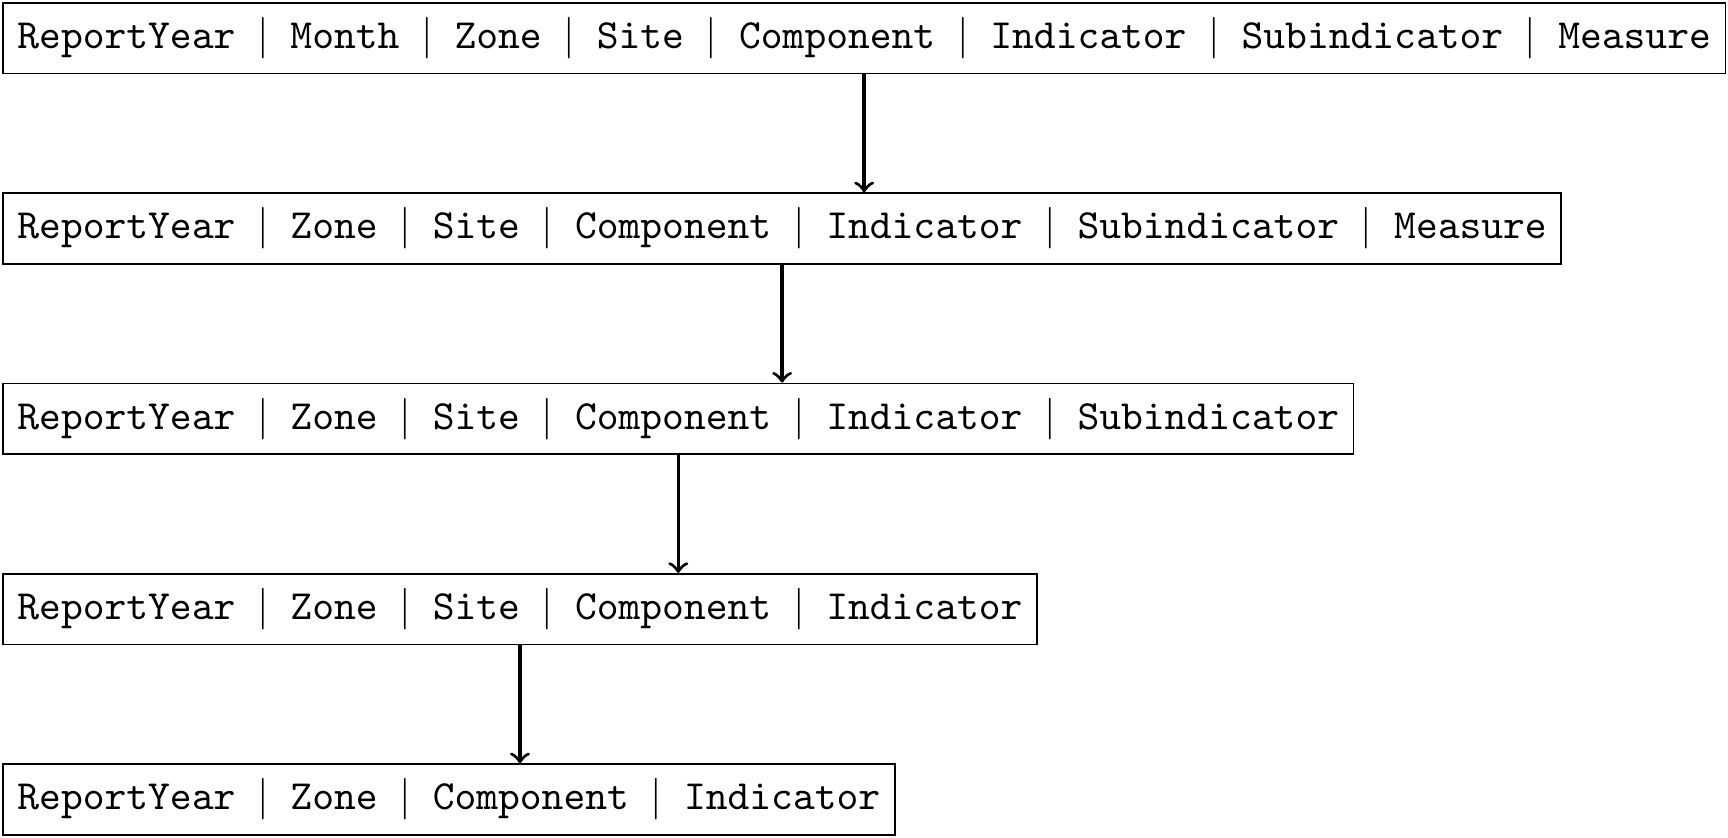 ReportYear | Month | Zone | Site | Component | Indicator | Subindicator | Measure
ReportYear | Zone | Site | Component | Indicator | Subindicator | Measure
ReportYear | Zone | Site | Component | Indicator | Subindicator
ReportYear | Zone | Site | Component | Indicator
ReportYear | Zone | Component | Indicator